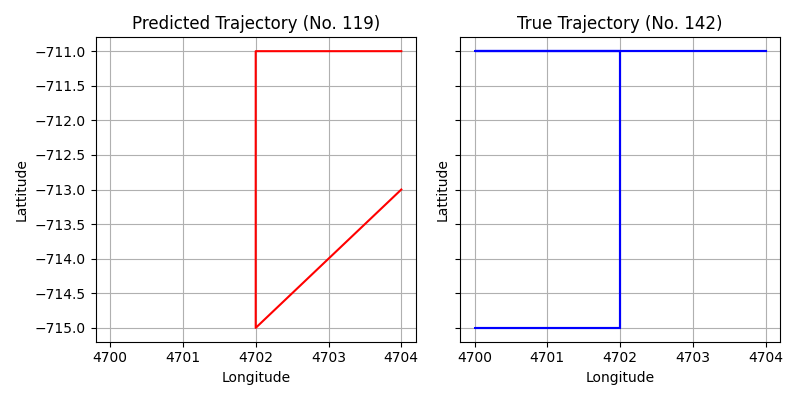 Predicted Trajectory (No. 119)
−711.0
−711.5
−712.0
−712.5
−713.0
−713.5
−714.0
−714.5
−715.0
Lattitude
4700 4701 4702 4703 4704
Longitude
True Trajectory (No. 142)
Lattitude
4700 4701 4702 4703 4704
Longitude